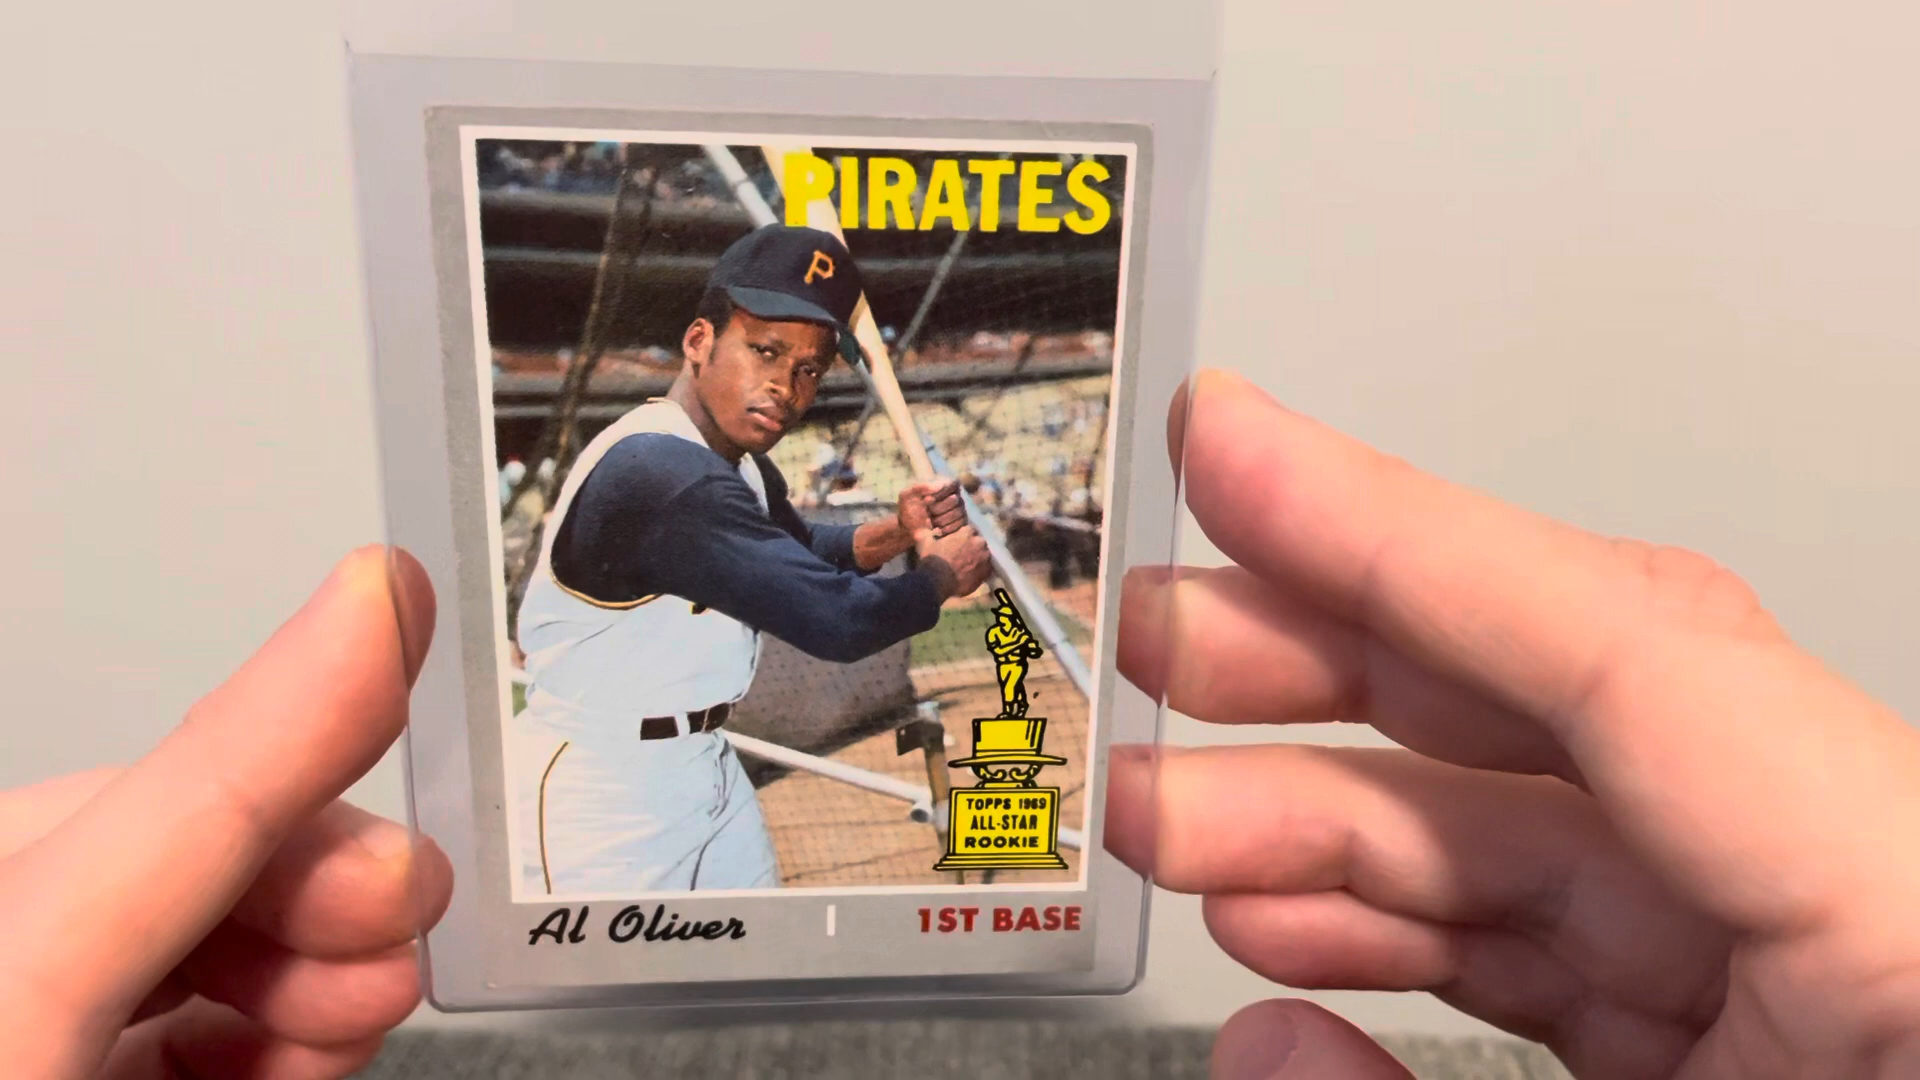 PIRATES
P
TOPPS 1969
ALL-STAR
ROOKIE
Al Oliver
1ST BASE